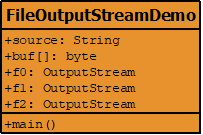 FileOutputStreamDemo
+source: String
+buf[]: byte
+f0: OutputStream
+f1: OutputStream
+f2: OutputStream
+main()